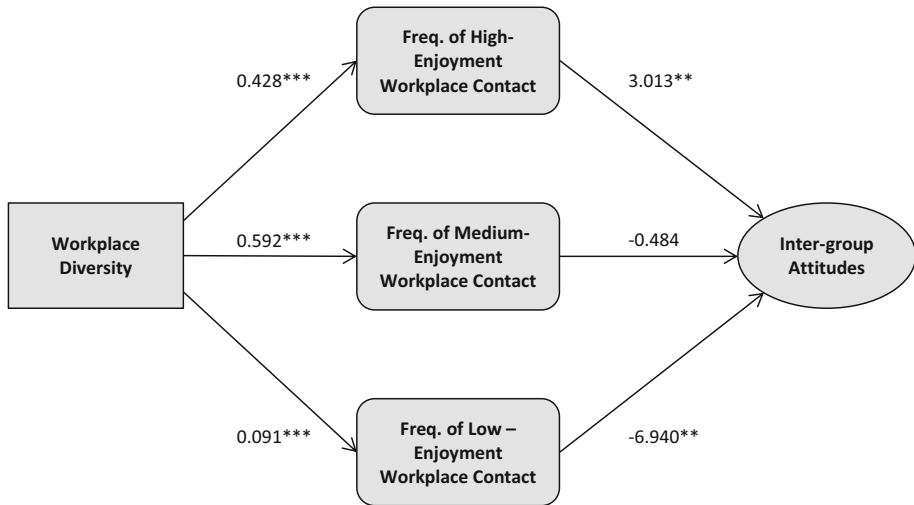 Freq. of High-
Enjoyment
Workplace Contact
0.428***
3.013**
Workplace
Diversity
0.592***
Freq. of Medium-
Enjoyment
Workplace Contact
-0.484
Inter-group
Attitudes
0.091***
Freq. of Low –
Enjoyment
Workplace Contact
-6.940**